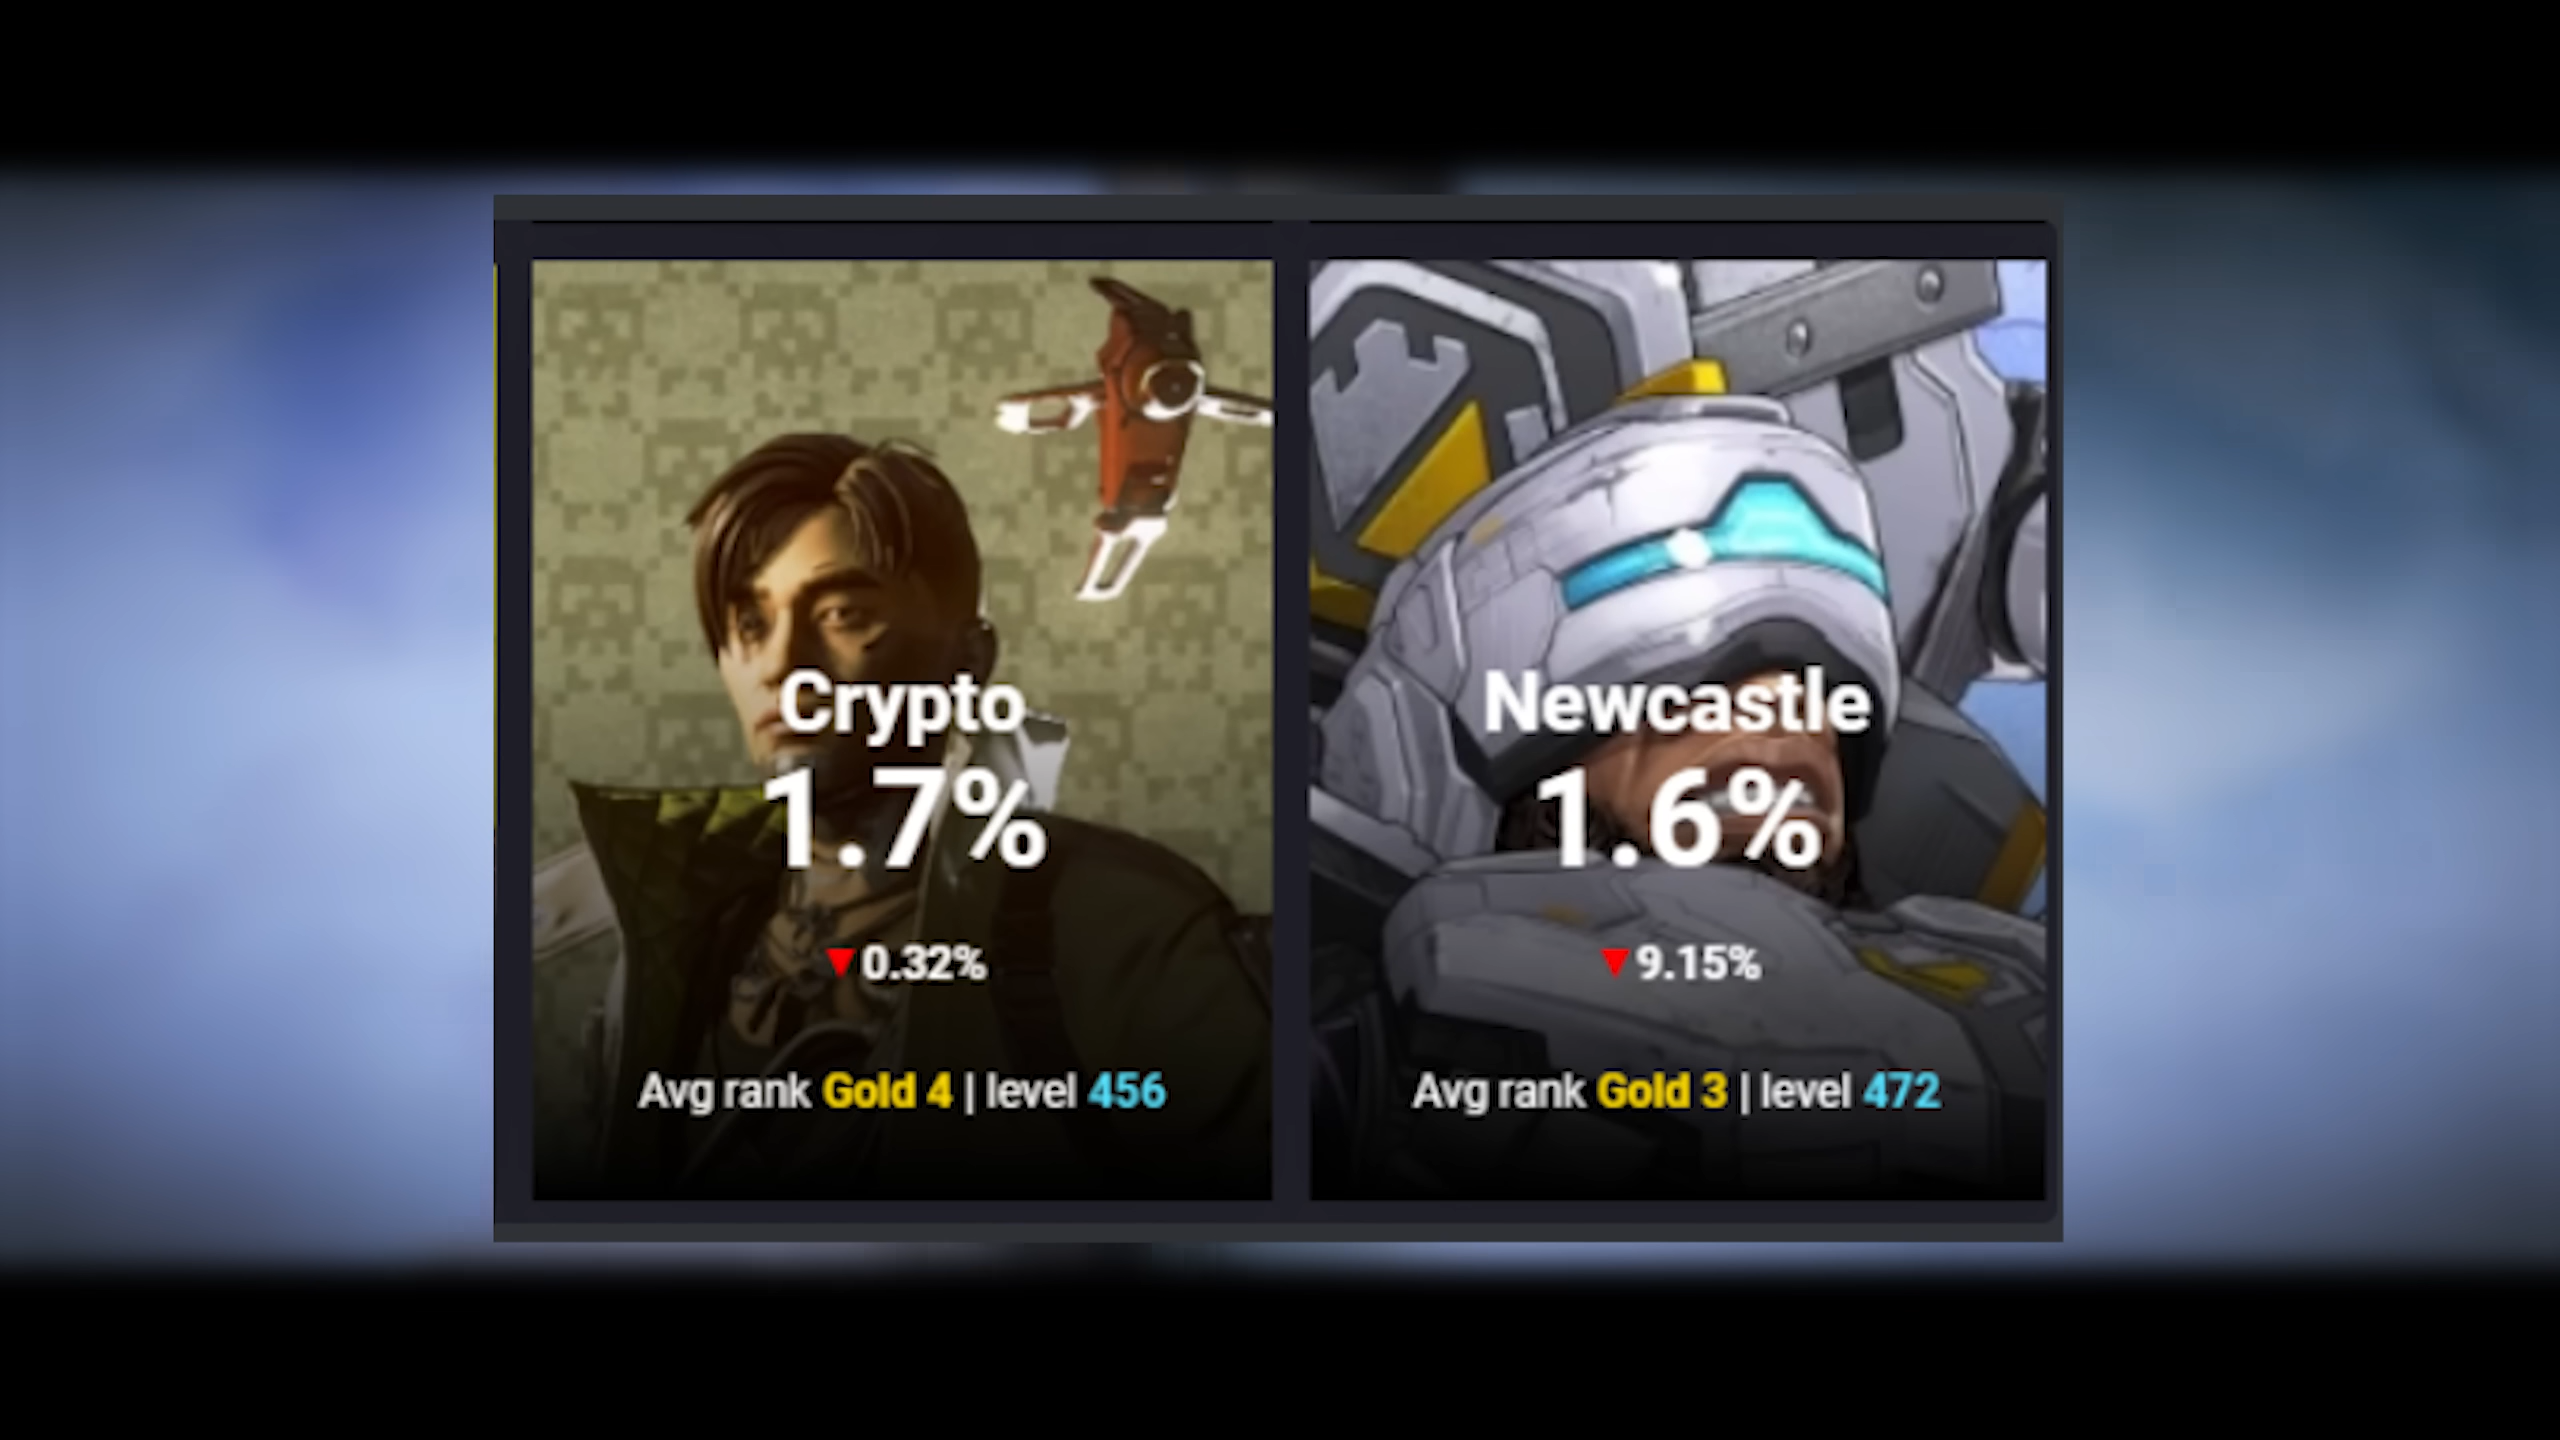 Crypto
1.7%
▼0.32%
Avg rank Gold 4 | level 456
Newcastle
1.6%
▼9.15%
Avg rank Gold 3 | level 472